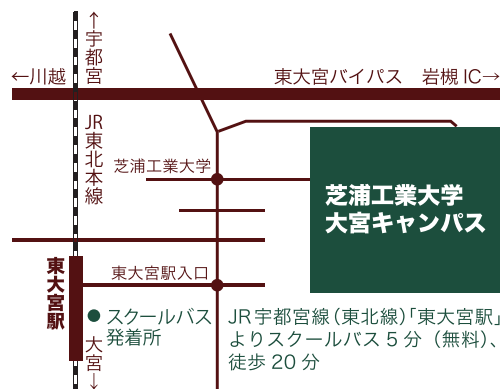 ↑宇都宮
←川越
東大宮バイパス 岩槻IC→
JR東北本線
芝浦工業大学
芝浦工業大学
大宮キャンパス
東大宮駅入口
東大宮駅
●スクールバス
発着所
大宮↓
JR宇都宮線（東北線）「東大宮駅」
よりスクールバス5分（無料）、
徒歩20分